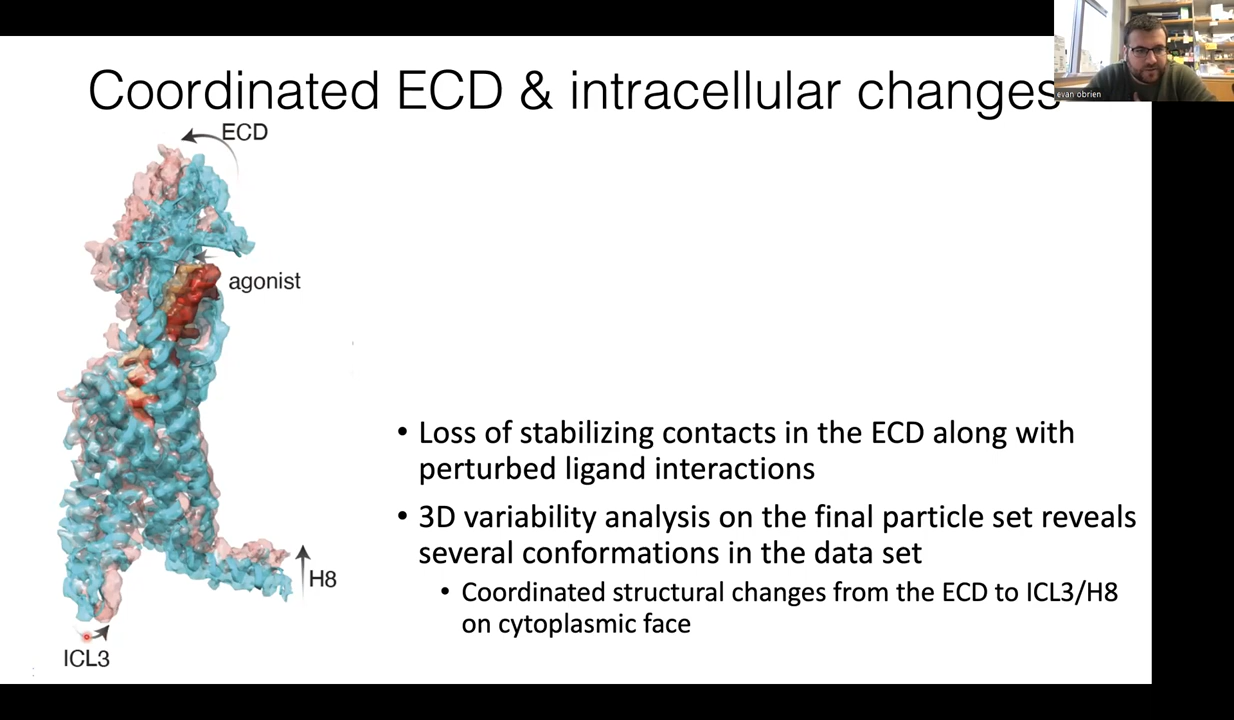 Coordinated ECD & intracellular changes
evan obrien
ECD
agonist
H8
ICL3
• Loss of stabilizing contacts in the ECD along with
perturbed ligand interactions
• 3D variability analysis on the final particle set reveals
several conformations in the data set
• Coordinated structural changes from the ECD to ICL3/H8
on cytoplasmic face